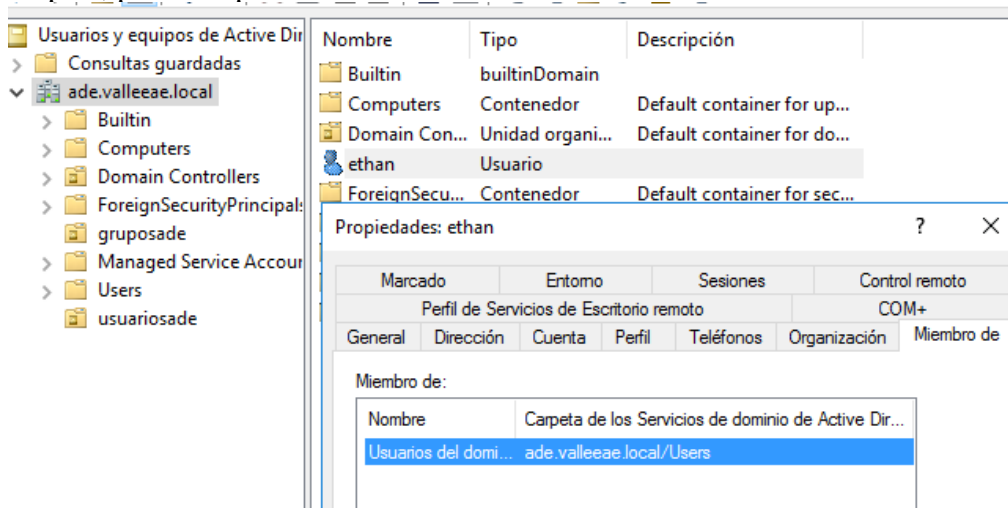 Usuarios y equipos de Active Dir
Consultas guardadas
ade.valleeae.local
Builtin
Computers
Domain Controllers
ForeignSecurityPrincipals
gruposade
Managed Service Accour
Users
usuariosade
Nombre Tipo Descripción
Builtin builtinDomain
Computers Contenedor Default container for up...
Domain Con... Unidad organi... Default container for do...
ethan Usuario
ForeignSecu... Contenedor Default container for sec...
Propiedades: ethan ? X
Marcado Entorno Sesiones Control remoto
Perfil de Servicios de Escritorio remoto COM+
General Dirección Cuenta Perfil Teléfonos Organización Miembro de
Miembro de:
Nombre Carpeta de los Servicios de dominio de Active Dir...
Usuarios del domi... ade.valleeae.local/Users